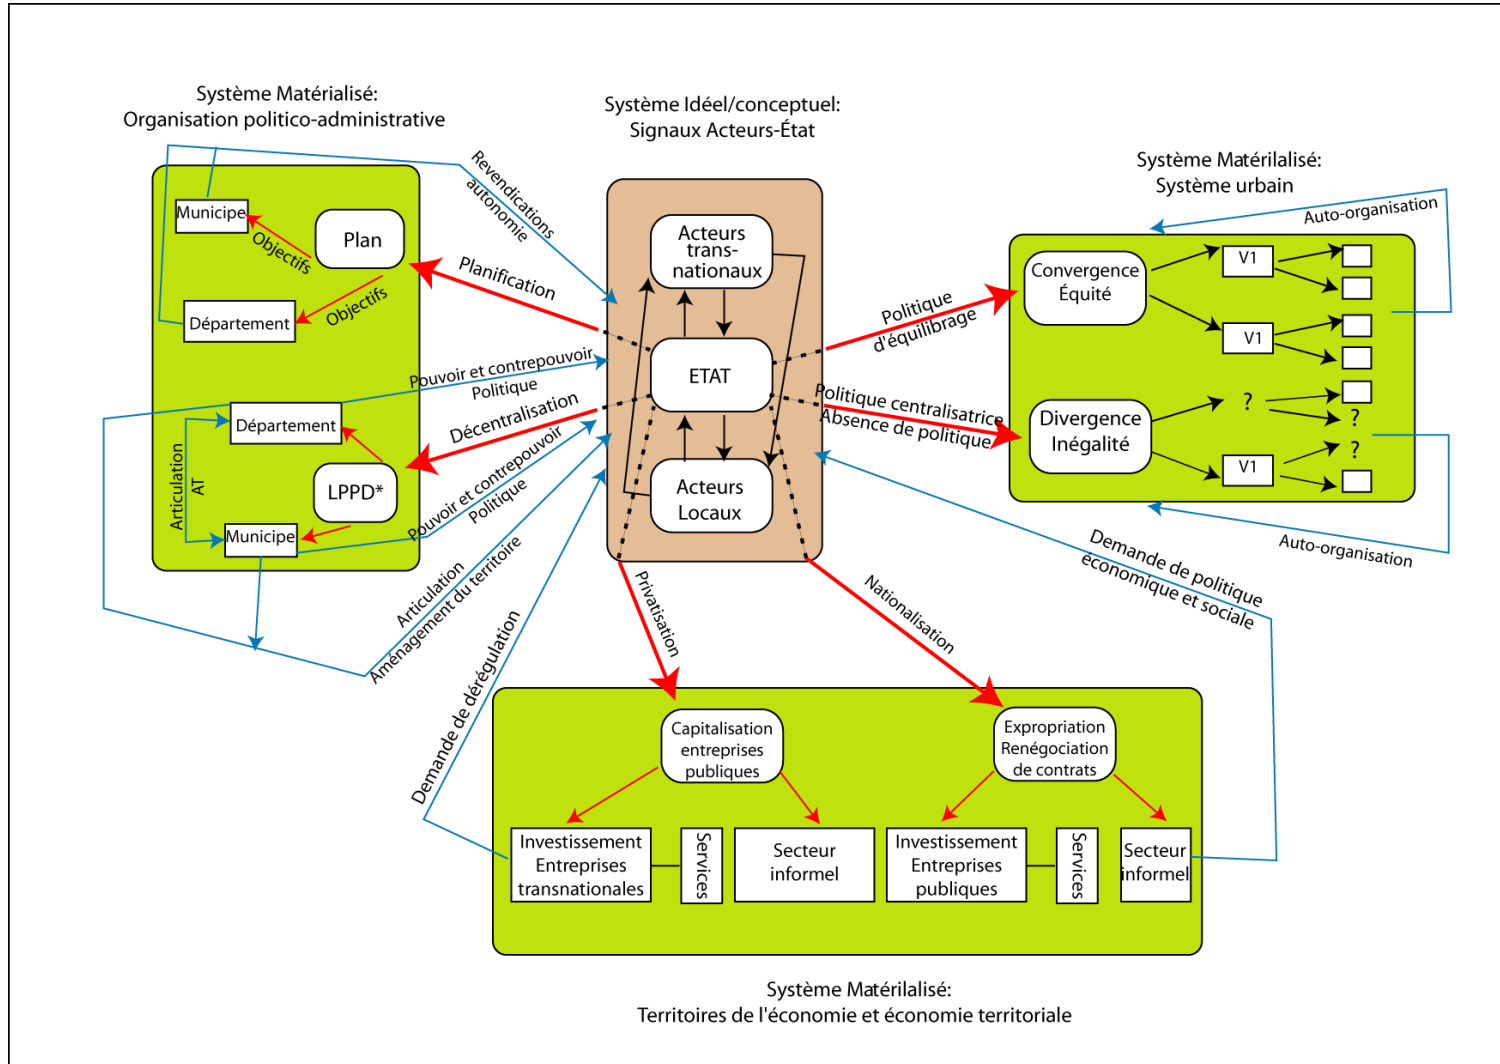 Système Matérialisé:
Organisation politico-administrative
Système Idéel/conceptuel:
Signaux Acteurs-État
Système Matérilalisé:
Système urbain
Municipe
Plan
Objectifs
Objectifs
Département
Revendications
autonomie
Planification
Pouvoir et contrepouvoir
Politique
Décentralisation
Département
Articulation
AT
LPPD*
Municipe
Pouvoir et contrepouvoir
Politique
Articulation
Aménagement du territoire
Acteurs
trans-
nationaux
ETAT
Acteurs
Locaux
Politique
d'équilibrage
Politique centralisatrice
Absence de politique
Auto-organisation
Convergence
Équité
V1
V1
Divergence
Inégalité
?
?
?
V1
Auto-organisation
Demande de politique
économique et sociale
Privatisation
Nationalisation
Demande de dérégulation
Capitalisation
entreprises
publiques
Expropriation
Renégociation
de contrats
Investissement
Entreprises
transnationales
Services
Secteur
informel
Investissement
Entreprises
publiques
Services
Secteur
informel
Système Matérilalisé:
Territoires de l'économie et économie territoriale